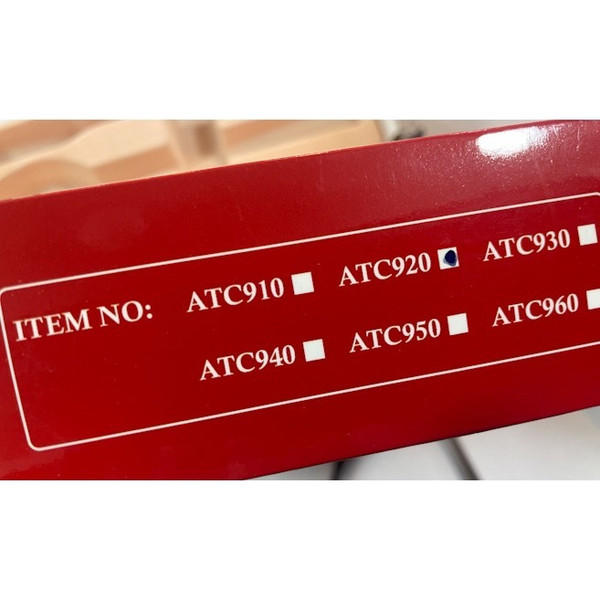 ITEM NO: ATC910 ATC920 ATC930
ATC940 ATC950 ATC960